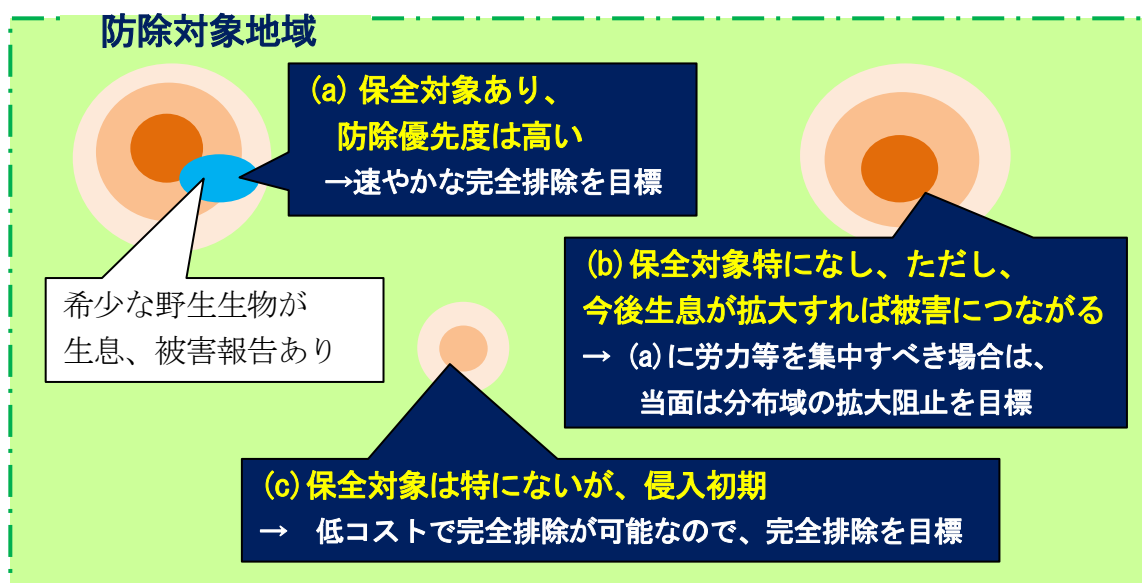 防除対象地域
(a) 保全対象あり、
防除優先度は高い
→速やかな完全排除を目標
希少な野生生物が
生息、被害報告あり
(b)保全対象特になし、ただし、
今後生息が拡大すれば被害につながる
→ (a)に労力等を集中すべき場合は、
当面は分布域の拡大阻止を目標
(c)保全対象は特にないが、侵入初期
→ 低コストで完全排除が可能なので、完全排除を目標